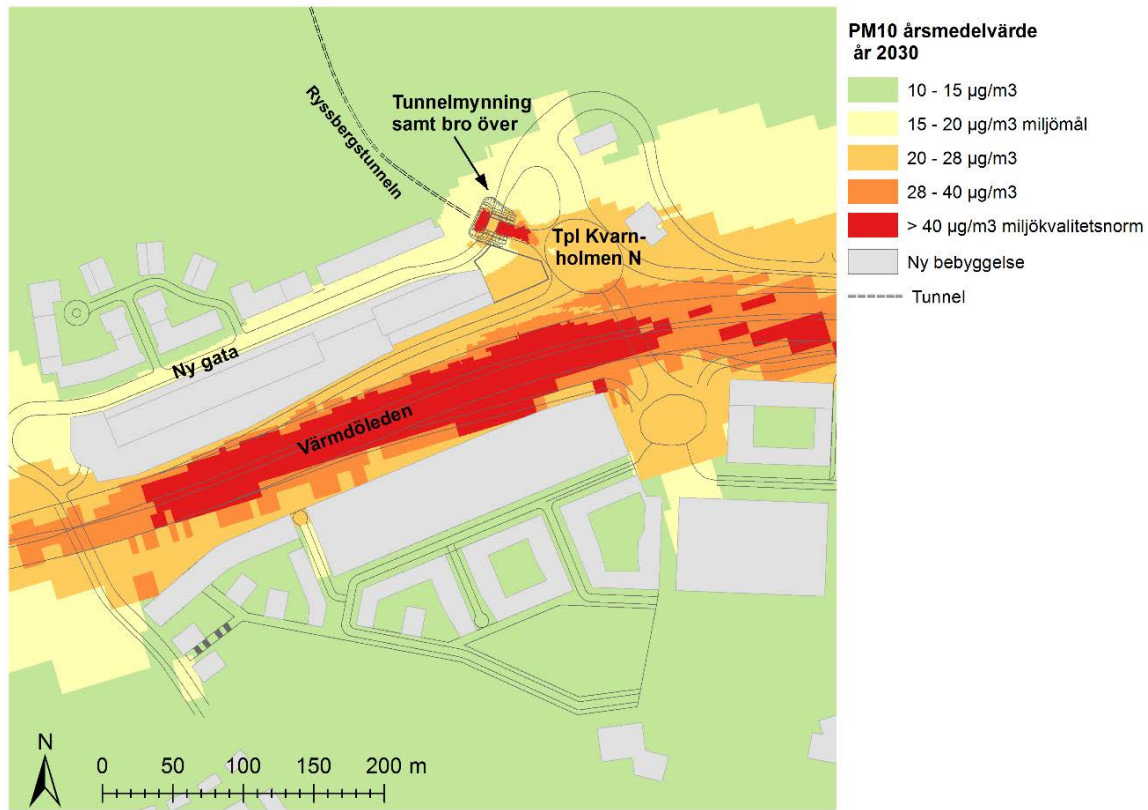 PM10 årsmedelvärde
år 2030
10 - 15 µg/m3
15 - 20 µg/m3 miljömål
20 - 28 µg/m3
28 - 40 µg/m3
> 40 µg/m3 miljökvalitetsnorm
Ny bebyggelse
Tunnel
Ryssbergstunneln
Tunnelmynning
samt bro över
Tpl Kvarn-
holmen N
Ny gata
Värmdöleden
N
0 50 100 150 200 m